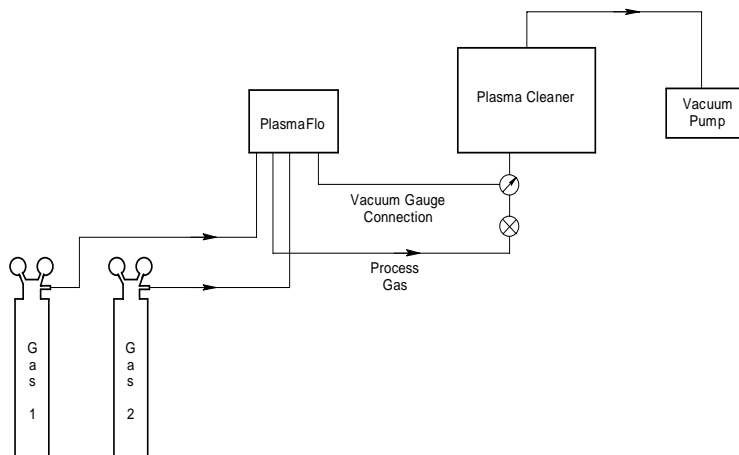 Plasma Cleaner
Vacuum
Pump
PlasmaFlo
Vacuum Gauge
Connection
Process
Gas
G
a
s
1
G
a
s
2